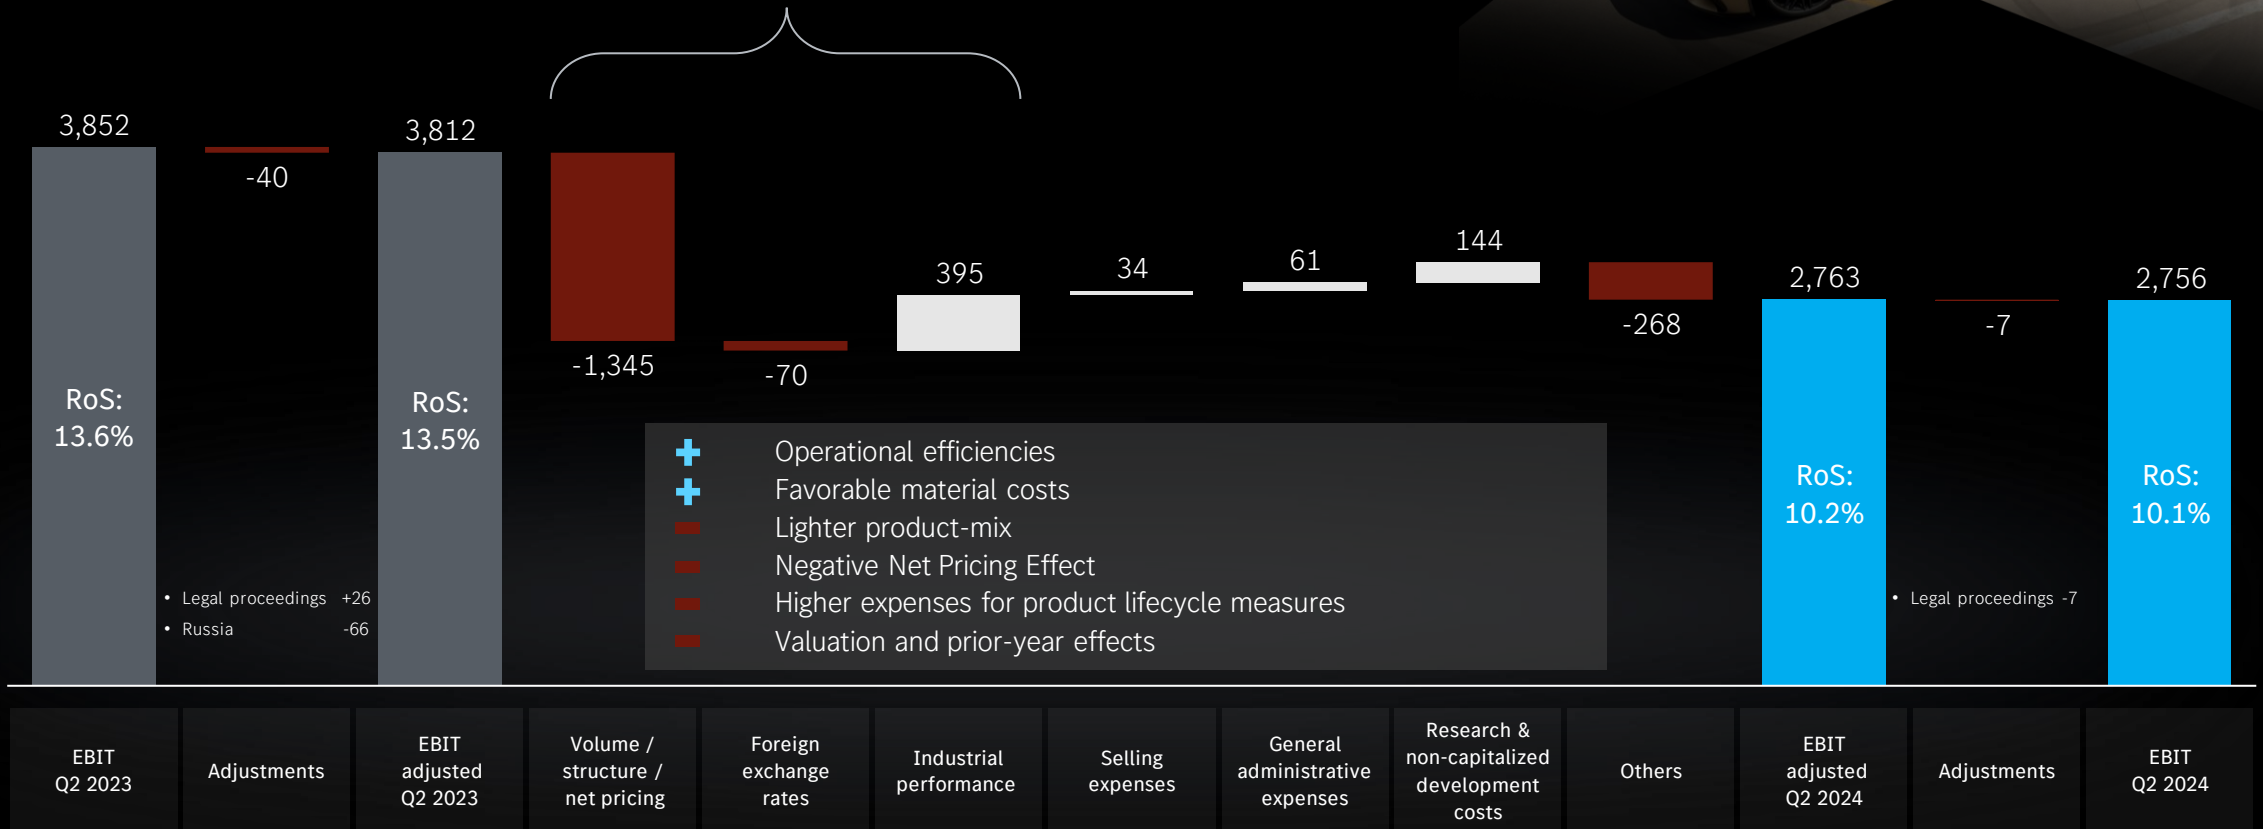 3,852
-40
3,812
-1,345
-70
395
34
61
144
-268
2,763
-7
2,756
RoS:
13.6%
RoS:
13.5%
RoS:
10.2%
RoS:
10.1%
Operational efficiencies
Favorable material costs
Lighter product-mix
Negative Net Pricing Effect
Higher expenses for product lifecycle measures
Valuation and prior-year effects
• Legal proceedings +26
• Russia -66
• Legal proceedings -7
EBIT
Q2 2023
Adjustments
EBIT
adjusted
Q2 2023
Volume /
structure /
net pricing
Foreign
exchange
rates
Industrial
performance
Selling
expenses
General
administrative
expenses
Research &
non-capitalized
development
costs
Others
EBIT
adjusted
Q2 2024
Adjustments
EBIT
Q2 2024